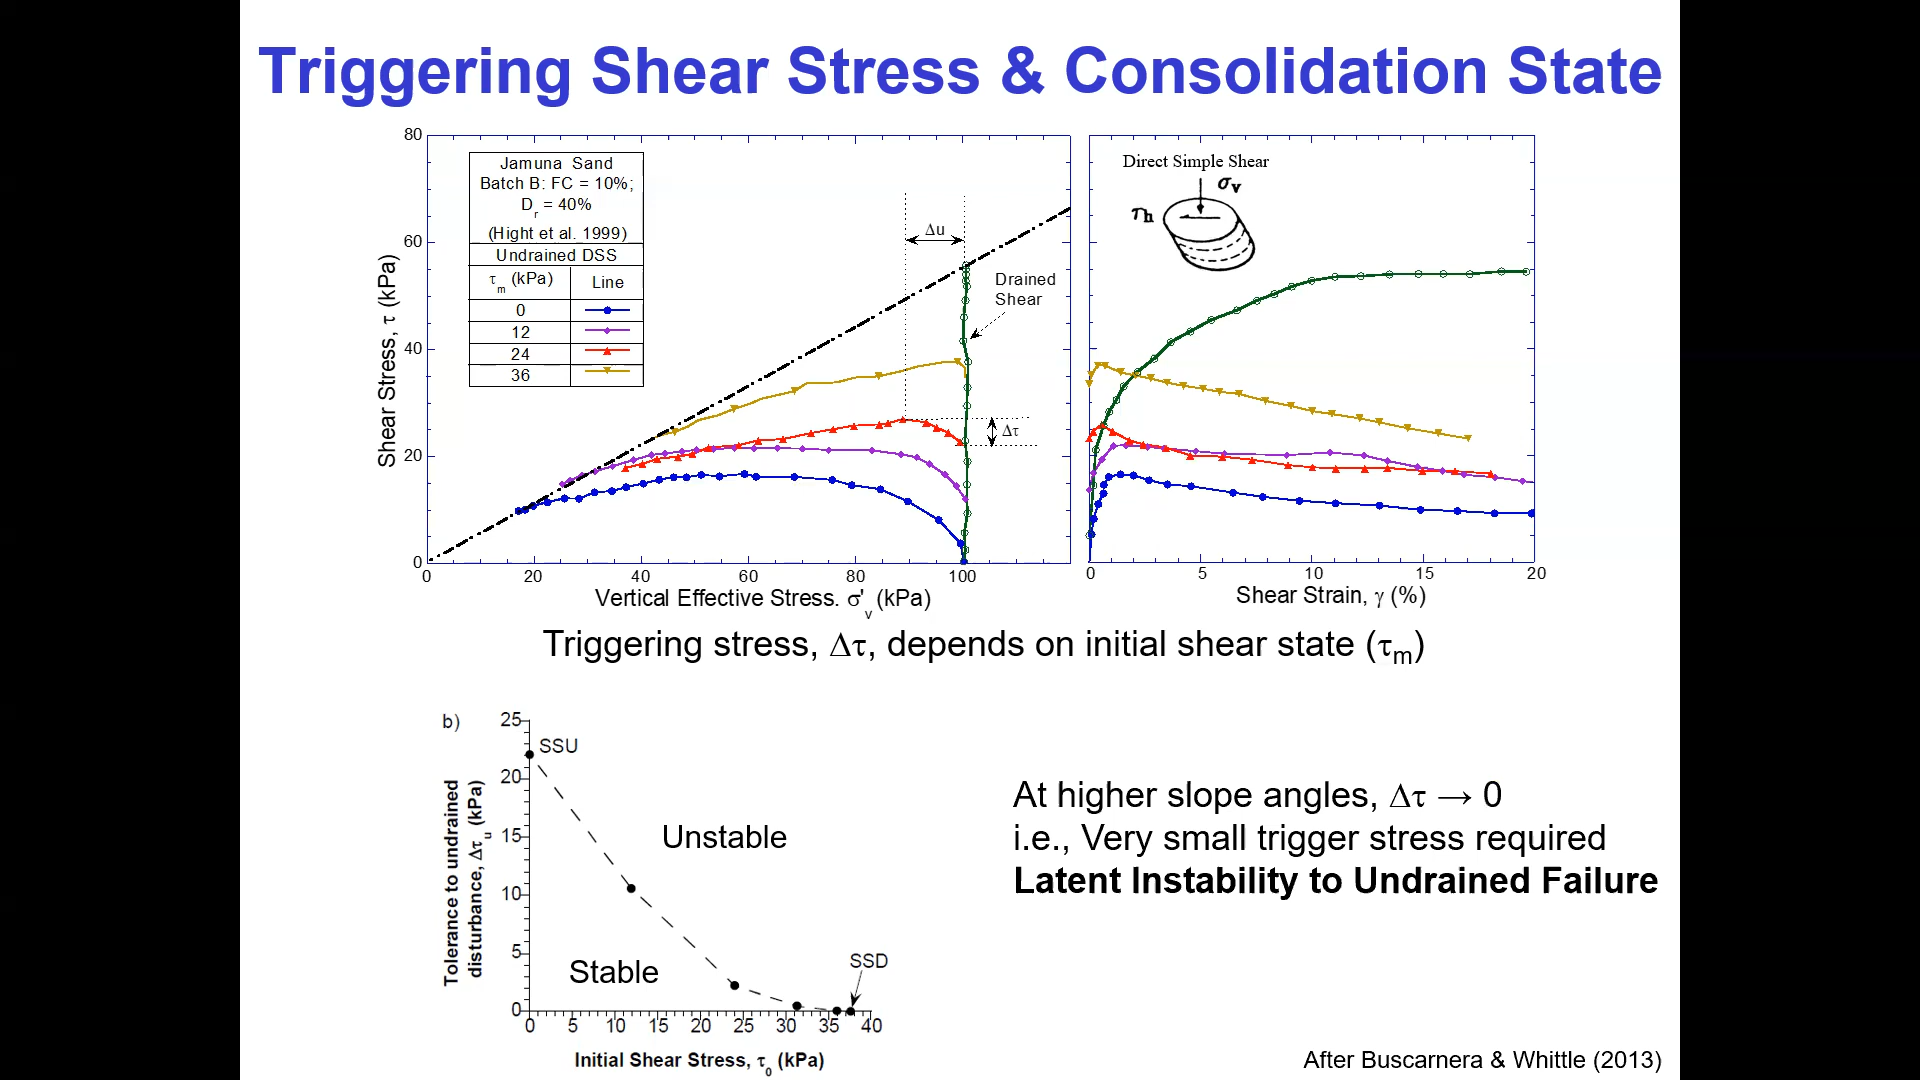 Triggering Shear Stress & Consolidation State
80
60
40
20
0
Shear Stress, τ (kPa)
Jamuna Sand
Batch B: FC = 10%;
Dr = 40%
(Hight et al. 1999)
Undrained DSS
τm (kPa) Line
0
12
24
36
Δu
Drained
Shear
Δτ
0 20 40 60 80 100
Vertical Effective Stress. σ'v (kPa)
Direct Simple Shear
σv
τh
0 5 10 15 20
Shear Strain, γ (%)
Triggering stress, Δτ, depends on initial shear state (τm)
b)
25
20
15
10
5
0
Tolerance to undrained
disturbance, Δτu (kPa)
SSU
Unstable
Stable
SSD
0 5 10 15 20 25 30 35 40
Initial Shear Stress, τ0 (kPa)
At higher slope angles, Δτ → 0
i.e., Very small trigger stress required
Latent Instability to Undrained Failure
After Buscarnera & Whittle (2013)